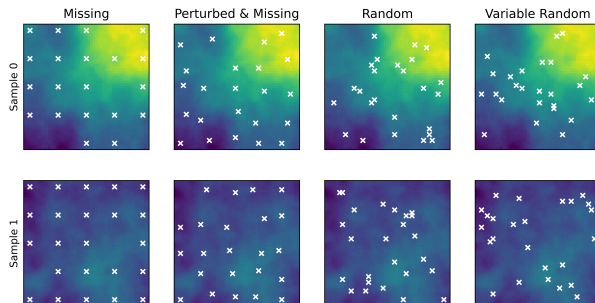 Missing
Perturbed & Missing
Random
Variable Random
Sample 0
Sample 1